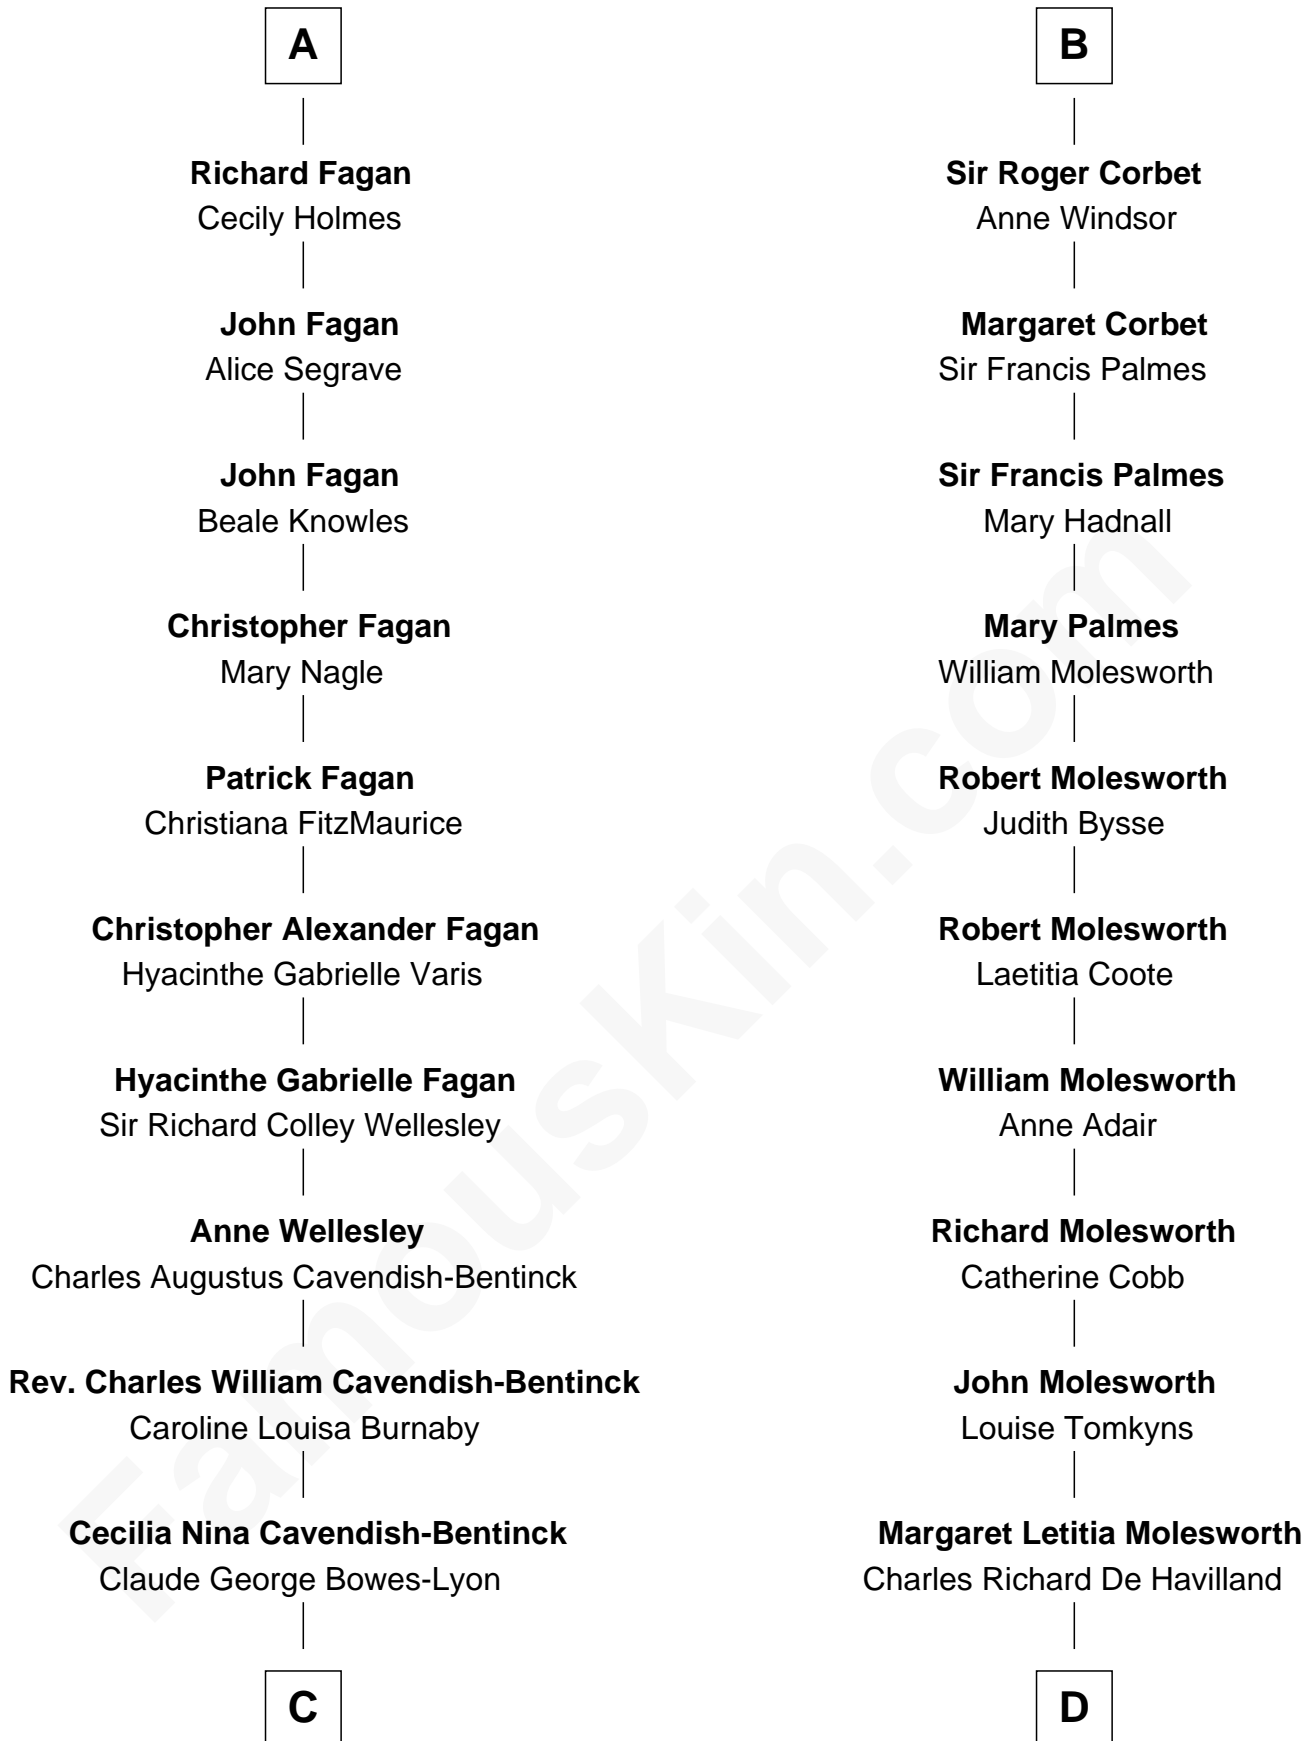 A
Richard Fagan
Cecily Holmes
John Fagan
Alice Segrave
John Fagan
Beale Knowles
Christopher Fagan
Mary Nagle
Patrick Fagan
Christiana FitzMaurice
Christopher Alexander Fagan
Hyacinthe Gabrielle Varis
Hyacinthe Gabrielle Fagan
Sir Richard Colley Wellesley
Anne Wellesley
Charles Augustus Cavendish-Bentinck
Rev. Charles William Cavendish-Bentinck
Caroline Louisa Burnaby
Cecilia Nina Cavendish-Bentinck
Claude George Bowes-Lyon
C
B
Sir Roger Corbet
Anne Windsor
Margaret Corbet
Sir Francis Palmes
Sir Francis Palmes
Mary Hadnall
Mary Palmes
William Molesworth
Robert Molesworth
Judith Bysse
Robert Molesworth
Laetitia Coote
William Molesworth
Anne Adair
Richard Molesworth
Catherine Cobb
John Molesworth
Louise Tomkyns
Margaret Letitia Molesworth
Charles Richard De Havilland
D
FamousKin.com